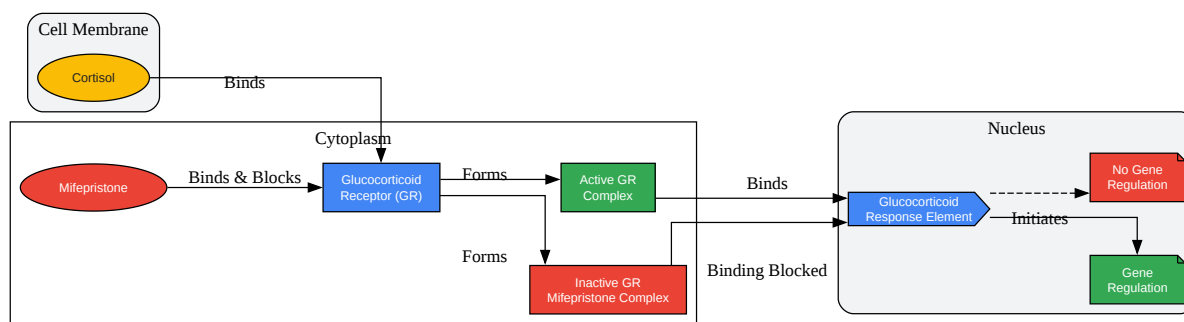 Cell Membrane
Cortisol
Binds
Cytoplasm
Mifepristone
Binds & Blocks
Glucocorticoid
Receptor (GR)
Forms
Active GR
Complex
Forms
Inactive GR
Mifepristone Complex
Binds
Binding Blocked
Nucleus
Glucocorticoid
Response Element
No Gene
Regulation
Initiates
Gene
Regulation